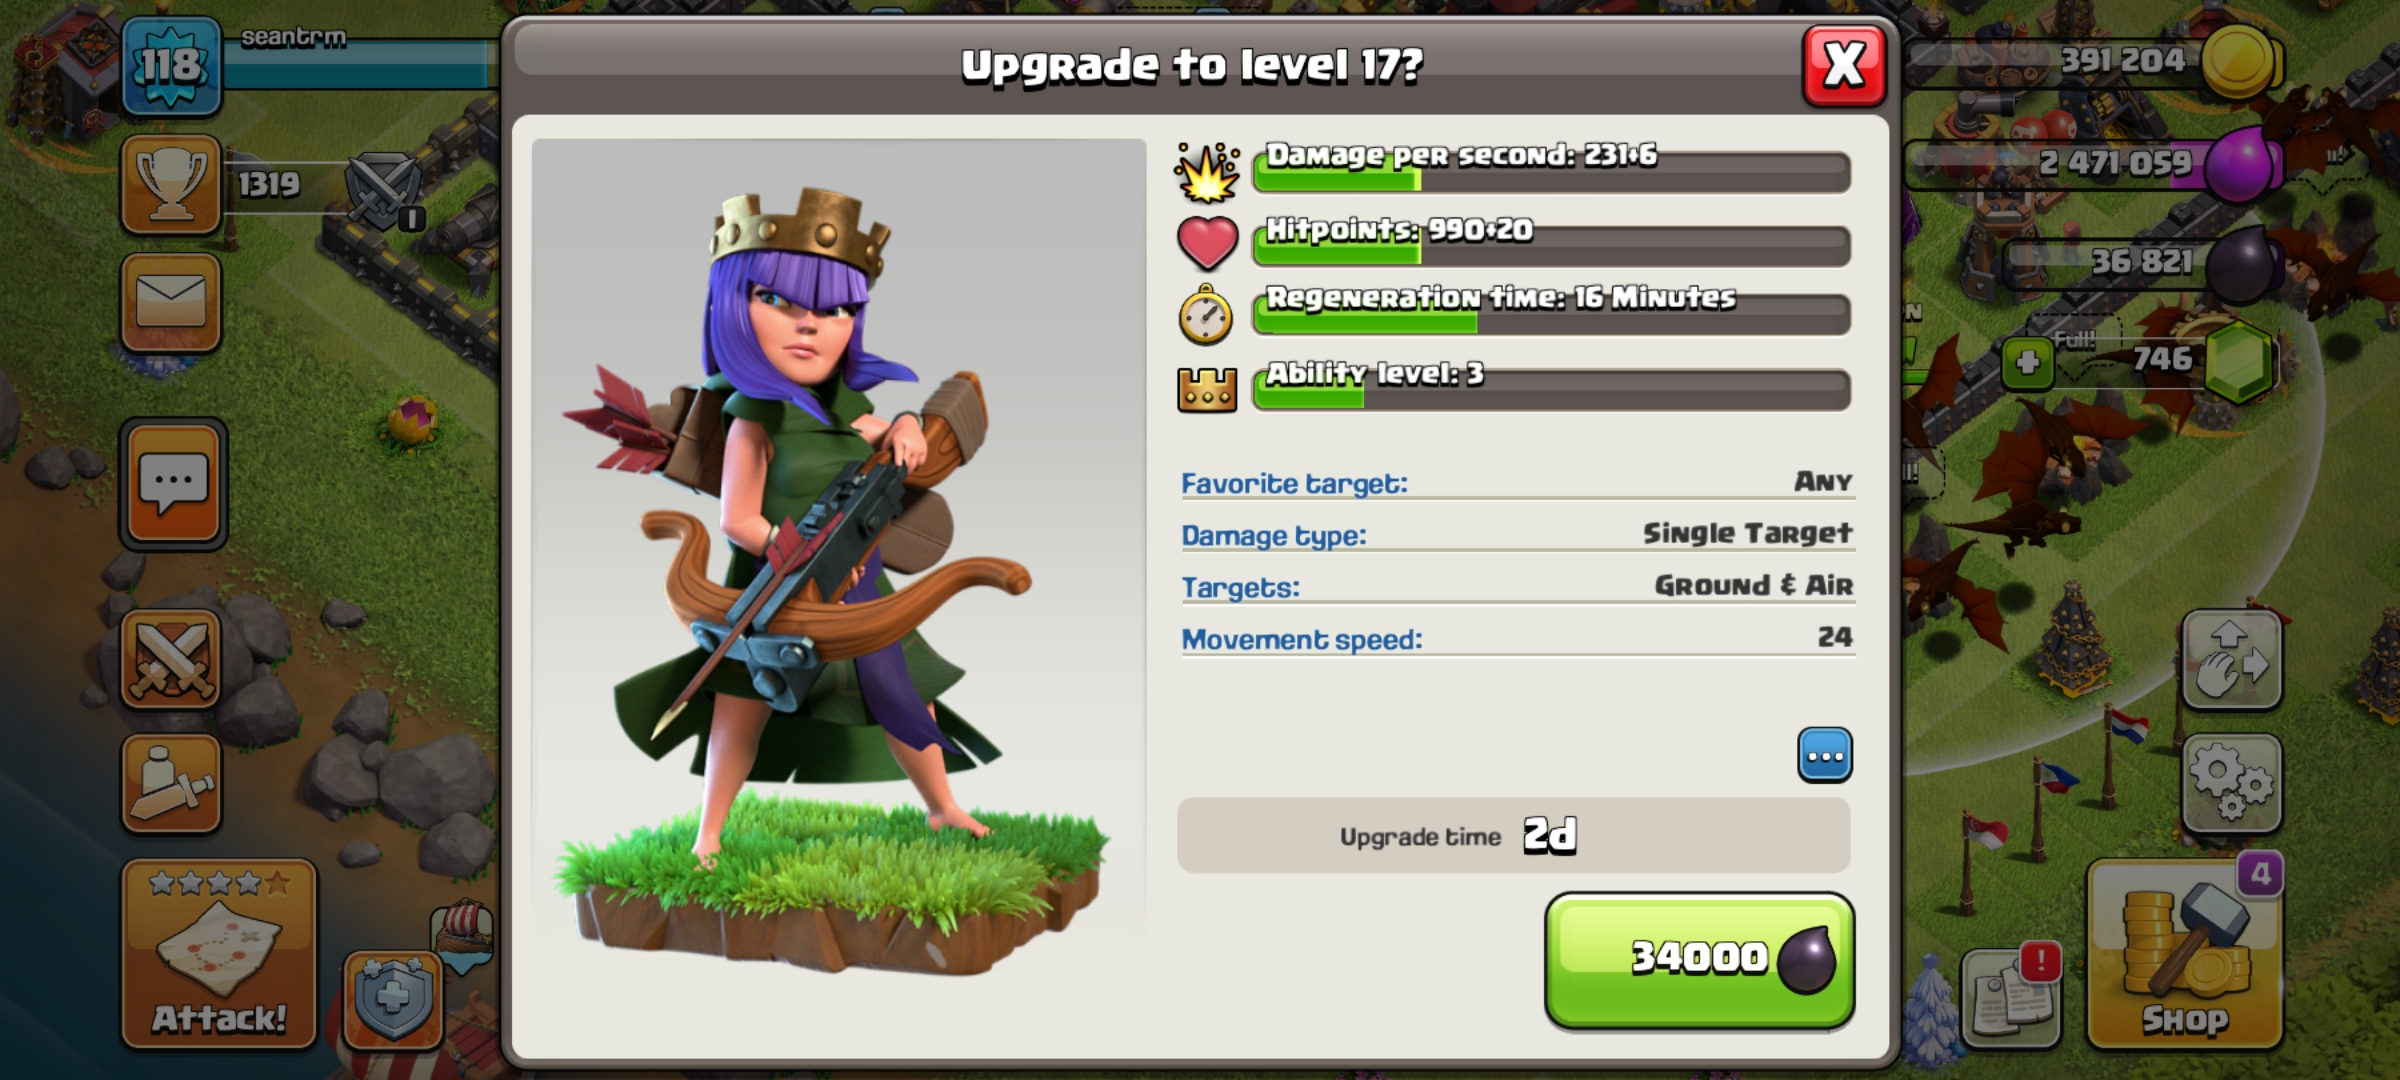 118
seantrm
Upgrade to level 17?
X
391 204
1319
I
2 471 059
36 821
Full!
746
Damage per second: 231+6
Hitpoints: 990+20
Regeneration time: 16 Minutes
Ability level: 3
Favorite target: Any
Damage type: Single Target
Targets: Ground & Air
Movement speed: 24
Upgrade time 2d
34000
Attack!
!
4
Shop